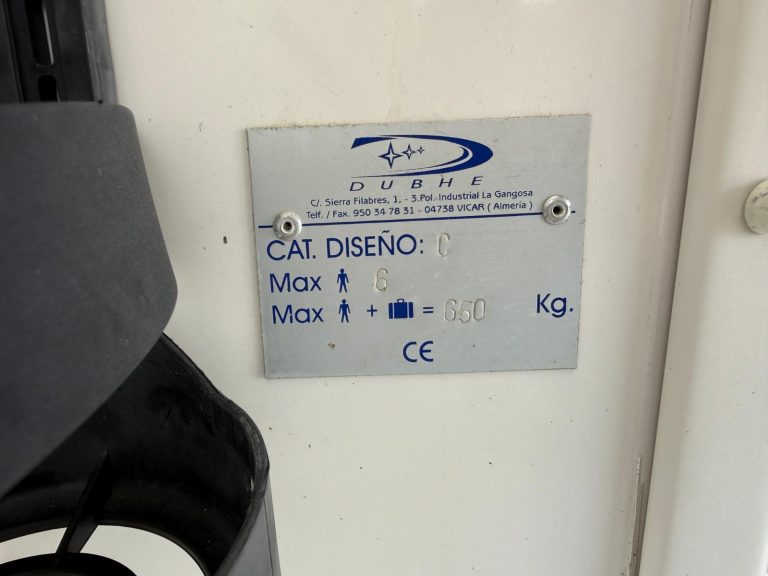 DUBHE
C/. Sierra Filabres, 1, - 3.Pol. Industrial La Gangosa
Telf. / Fax. 950 34 78 31 - 04738 VICAR ( Almería )
CAT. DISEÑO: C
Max 6
Max + = 650 Kg.
CE